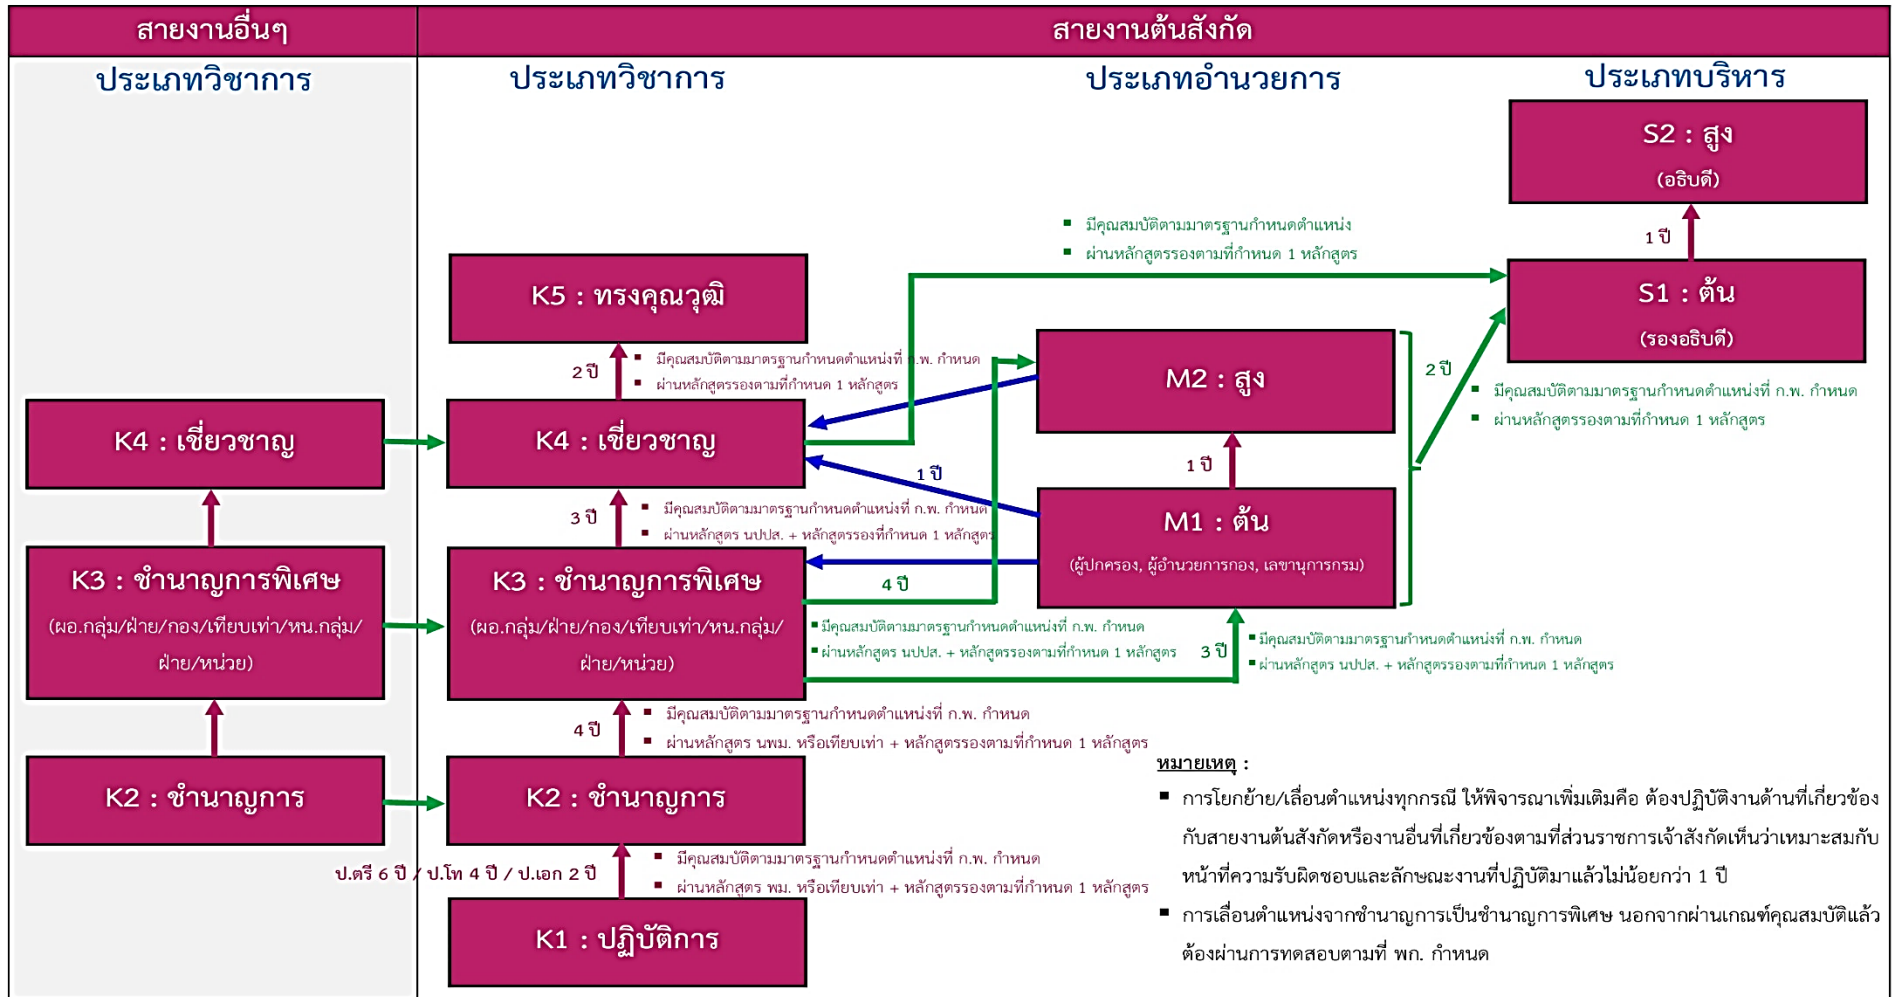 สายงานอื่นๆ
สายงานต้นสังกัด
ประเภทวิชาการ
ประเภทวิชาการ
ประเภทอำนวยการ
ประเภทบริหาร
S2 : สูง
(อธิบดี)
1 ปี
S1 : ต้น
(รองอธิบดี)
▪ มีคุณสมบัติตามมาตรฐานกำหนดตำแหน่ง
▪ ผ่านหลักสูตรรองตามที่กำหนด 1 หลักสูตร
K5 : ทรงคุณวุฒิ
2 ปี
▪ มีคุณสมบัติตามมาตรฐานกำหนดตำแหน่งที่ ก.พ. กำหนด
▪ ผ่านหลักสูตรรองตามที่กำหนด 1 หลักสูตร
M2 : สูง
2 ปี
▪ มีคุณสมบัติตามมาตรฐานกำหนดตำแหน่งที่ ก.พ. กำหนด
▪ ผ่านหลักสูตรรองตามที่กำหนด 1 หลักสูตร
K4 : เชี่ยวชาญ
K4 : เชี่ยวชาญ
1 ปี
1 ปี
3 ปี
▪ มีคุณสมบัติตามมาตรฐานกำหนดตำแหน่งที่ ก.พ. กำหนด
▪ ผ่านหลักสูตร นปปส. + หลักสูตรรองที่กำหนด 1 หลักสูตร
M1 : ต้น
(ผู้ปกครอง, ผู้อำนวยการกอง, เลขานุการกรม)
K3 : ชำนาญการพิเศษ
(ผอ.กลุ่ม/ฝ่าย/กอง/เทียบเท่า/หน.กลุ่ม/
ฝ่าย/หน่วย)
K3 : ชำนาญการพิเศษ
(ผอ.กลุ่ม/ฝ่าย/กอง/เทียบเท่า/หน.กลุ่ม/
ฝ่าย/หน่วย)
4 ปี
▪ มีคุณสมบัติตามมาตรฐานกำหนดตำแหน่งที่ ก.พ. กำหนด
▪ ผ่านหลักสูตร นปปส. + หลักสูตรรองตามที่กำหนด 1 หลักสูตร
3 ปี
▪ มีคุณสมบัติตามมาตรฐานกำหนดตำแหน่งที่ ก.พ. กำหนด
▪ ผ่านหลักสูตร นปปส. + หลักสูตรรองตามที่กำหนด 1 หลักสูตร
4 ปี
▪ มีคุณสมบัติตามมาตรฐานกำหนดตำแหน่งที่ ก.พ. กำหนด
▪ ผ่านหลักสูตร นพม. หรือเทียบเท่า + หลักสูตรรองตามที่กำหนด 1 หลักสูตร
K2 : ชำนาญการ
K2 : ชำนาญการ
ป.ตรี 6 ปี / ป.โท 4 ปี / ป.เอก 2 ปี
▪ มีคุณสมบัติตามมาตรฐานกำหนดตำแหน่งที่ ก.พ. กำหนด
▪ ผ่านหลักสูตร พม. หรือเทียบเท่า + หลักสูตรรองตามที่กำหนด 1 หลักสูตร
K1 : ปฏิบัติการ
หมายเหตุ :
▪ การโยกย้าย/เลื่อนตำแหน่งทุกกรณี ให้พิจารณาเพิ่มเติมคือ ต้องปฏิบัติงานด้านที่เกี่ยวข้อง
กับสายงานต้นสังกัดหรืองานอื่นที่เกี่ยวข้องตามที่ส่วนราชการเจ้าสังกัดเห็นว่าเหมาะสมกับ
หน้าที่ความรับผิดชอบและลักษณะงานที่ปฏิบัติมาแล้วไม่น้อยกว่า 1 ปี
▪ การเลื่อนตำแหน่งจากชำนาญการเป็นชำนาญการพิเศษ นอกจากผ่านเกณฑ์คุณสมบัติแล้ว
ต้องผ่านการทดสอบตามที่ พก. กำหนด